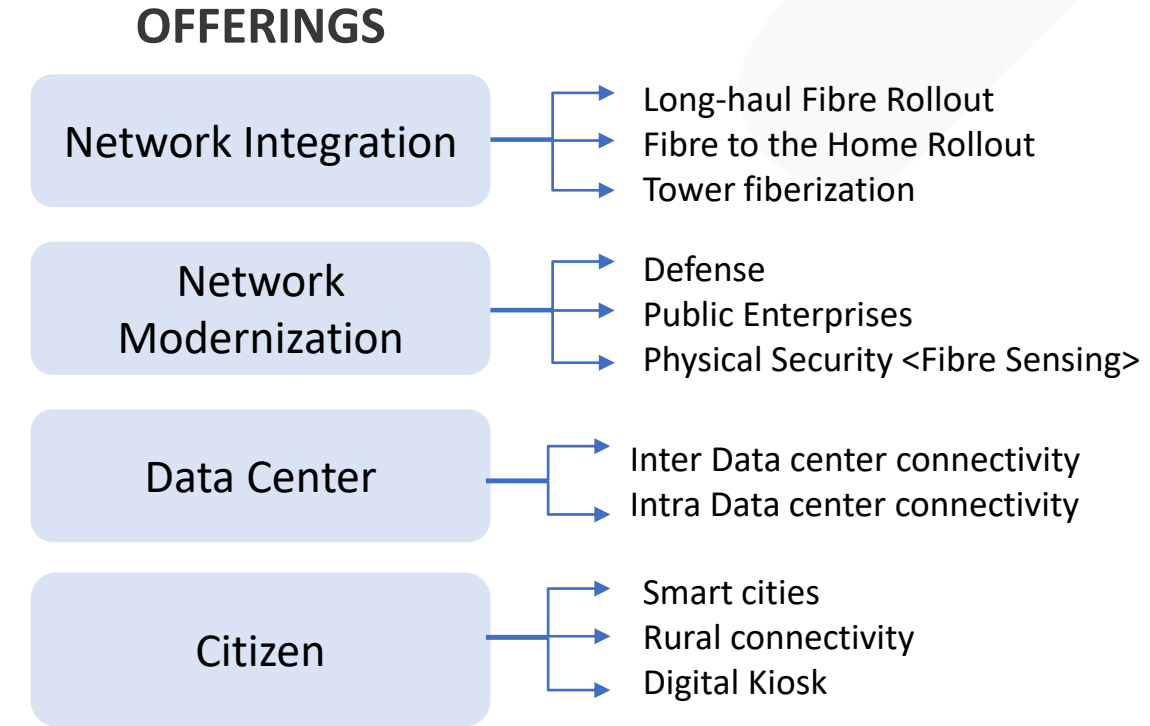 OFFERINGS
Network Integration
Long-haul Fibre Rollout
Fibre to the Home Rollout
Tower fiberization
Network
Modernization
Defense
Public Enterprises
Physical Security <Fibre Sensing>
Data Center
Inter Data center connectivity
Intra Data center connectivity
Citizen
Smart cities
Rural connectivity
Digital Kiosk